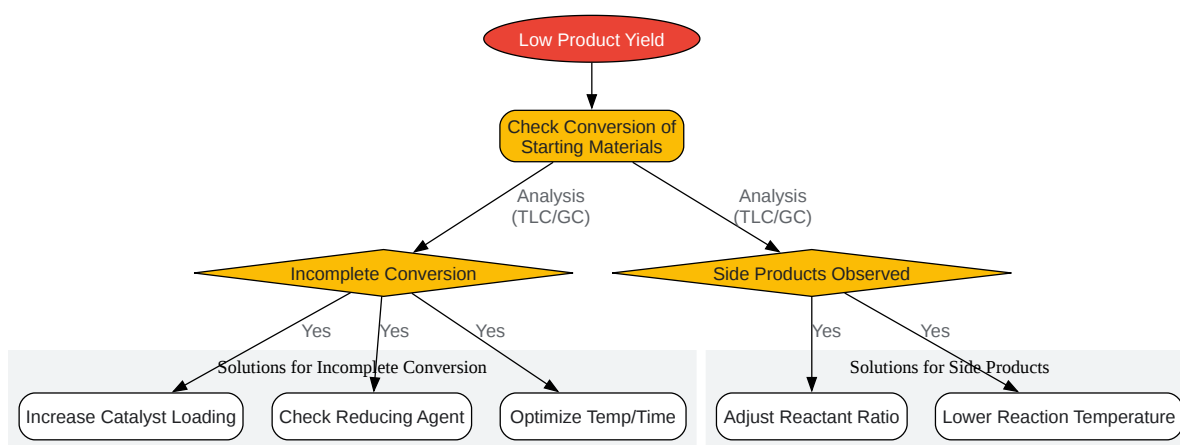 Low Product Yield
Check Conversion of
Starting Materials
Analysis
(TLC/GC)
Analysis
(TLC/GC)
Incomplete Conversion
Side Products Observed
Yes
Yes
Yes
Yes
Yes
Solutions for Incomplete Conversion
Solutions for Side Products
Increase Catalyst Loading
Check Reducing Agent
Optimize Temp/Time
Adjust Reactant Ratio
Lower Reaction Temperature